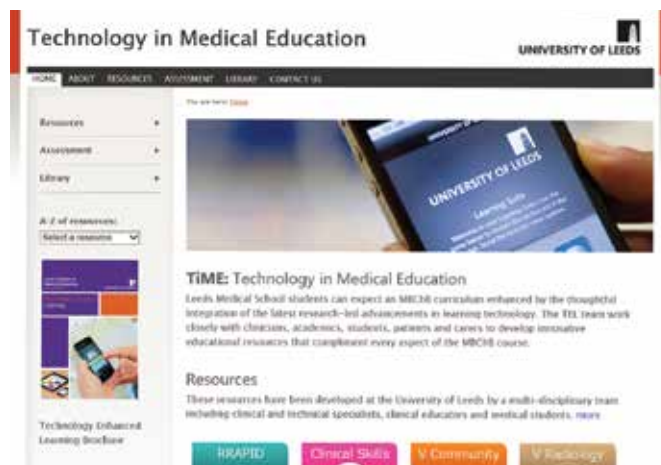 Technology in Medical Education
UNIVERSITY OF LEEDS
HOME ABOUT RESOURCES ASSESSMENT LIBRARY CONTACT US
You are here: Home
Resources
Assessment
Library
A-Z of resources:
Select a resource
Technology Enhanced
Learning Brochure
UNIVERSITY OF LEEDS
Learning Suite
TiME: Technology in Medical Education
Leeds Medical School students can expect an MBChB curriculum enhanced by the thoughtful
integration of the latest research-led advancements in learning technology. The TEL team work
closely with clinicians, academics, students, patients and carers to develop innovative
educational resources that compliment every aspect of the MBChB course.
Resources
These resources have been developed at the University of Leeds by a multi-disciplinary team
including clinical and technical specialists, clinical educators and medical students. more
RRAPID
Clinical Skills
V Community
V Radiology